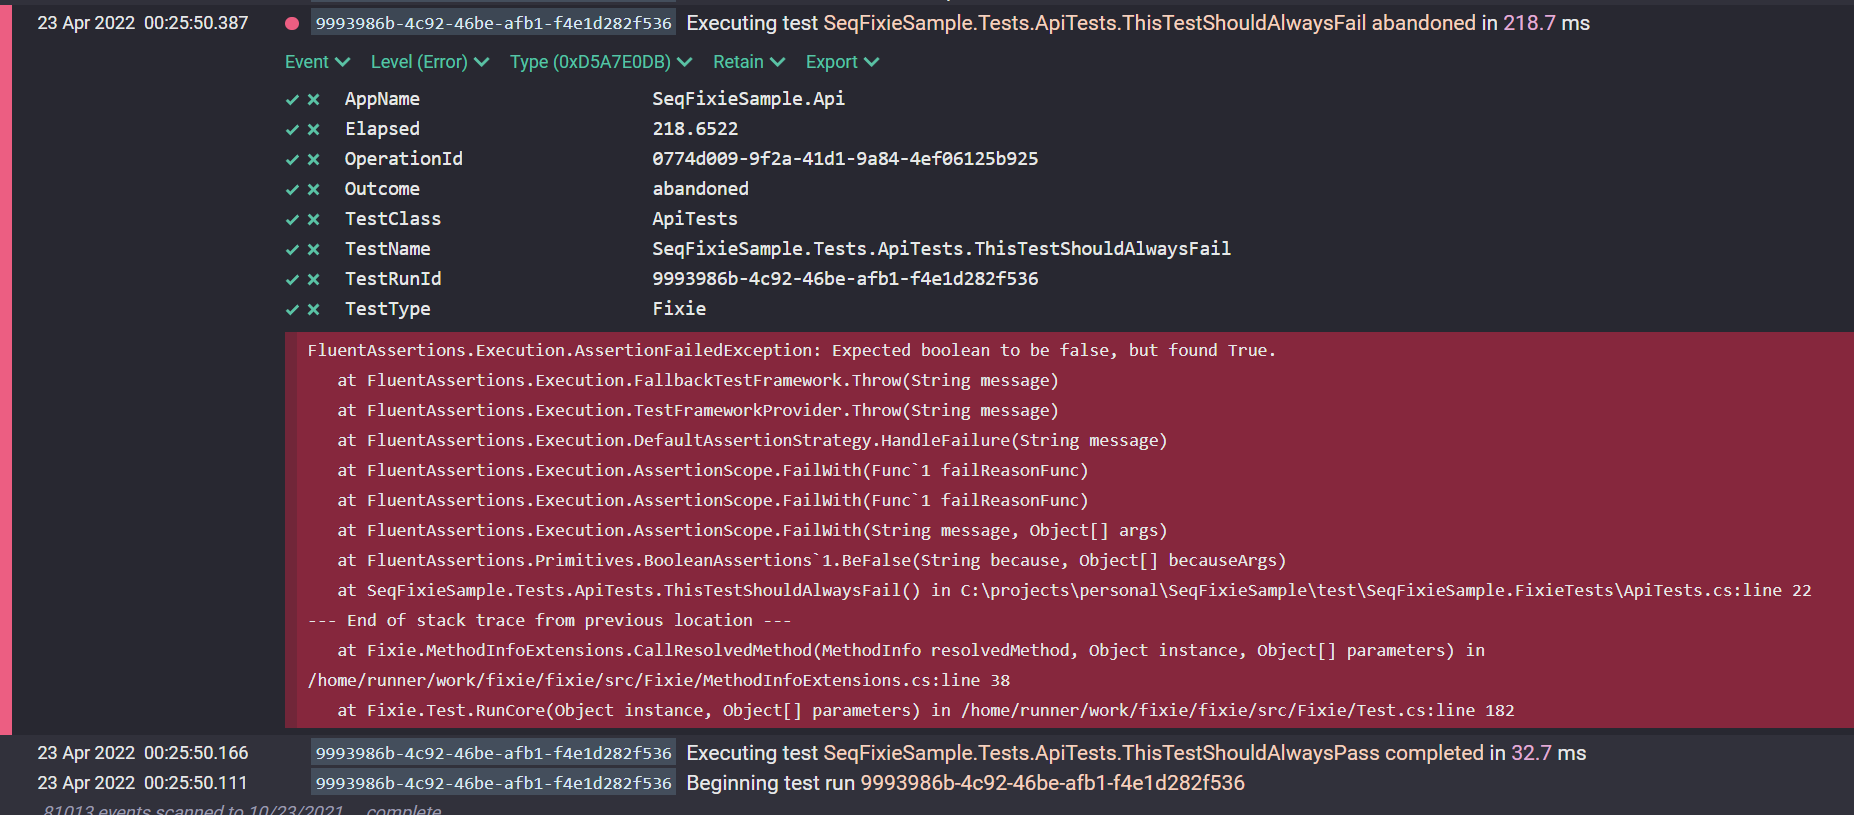 23 Apr 2022 00:25:50.387 9993986b-4c92-46be-afb1-f4e1d282f536 Executing test SeqFixieSample.Tests.ApiTests.ThisTestShouldAlwaysFail abandoned in 218.7 ms
Event Level (Error) Type (0xD5A7E0DB) Retain Export
AppName SeqFixieSample.Api
Elapsed 218.6522
OperationId 0774d009-9f2a-41d1-9a84-4ef06125b925
Outcome abandoned
TestClass ApiTests
TestName SeqFixieSample.Tests.ApiTests.ThisTestShouldAlwaysFail
TestRunId 9993986b-4c92-46be-afb1-f4e1d282f536
TestType Fixie
FluentAssertions.Execution.AssertionFailedException: Expected boolean to be false, but found True.
at FluentAssertions.Execution.FallbackTestFramework.Throw(String message)
at FluentAssertions.Execution.TestFrameworkProvider.Throw(String message)
at FluentAssertions.Execution.DefaultAssertionStrategy.HandleFailure(String message)
at FluentAssertions.Execution.AssertionScope.FailWith(Func`1 failReasonFunc)
at FluentAssertions.Execution.AssertionScope.FailWith(Func`1 failReasonFunc)
at FluentAssertions.Execution.AssertionScope.FailWith(String message, Object[] args)
at FluentAssertions.Primitives.BooleanAssertions`1.BeFalse(String because, Object[] becauseArgs)
at SeqFixieSample.Tests.ApiTests.ThisTestShouldAlwaysFail() in C:\projects\personal\SeqFixieSample\test\SeqFixieSample.FixieTests\ApiTests.cs:line 22
--- End of stack trace from previous location ---
at Fixie.MethodInfoExtensions.CallResolvedMethod(MethodInfo resolvedMethod, Object instance, Object[] parameters) in
/home/runner/work/fixie/fixie/src/Fixie/MethodInfoExtensions.cs:line 38
at Fixie.Test.RunCore(Object instance, Object[] parameters) in /home/runner/work/fixie/fixie/src/Fixie/Test.cs:line 182
23 Apr 2022 00:25:50.166 9993986b-4c92-46be-afb1-f4e1d282f536 Executing test SeqFixieSample.Tests.ApiTests.ThisTestShouldAlwaysPass completed in 32.7 ms
23 Apr 2022 00:25:50.111 9993986b-4c92-46be-afb1-f4e1d282f536 Beginning test run 9993986b-4c92-46be-afb1-f4e1d282f536
81013 events scanned to 10/23/2021 complete